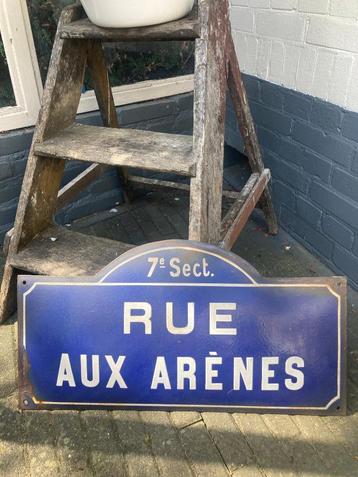 7e Sect.
RUE
AUX ARÈNES